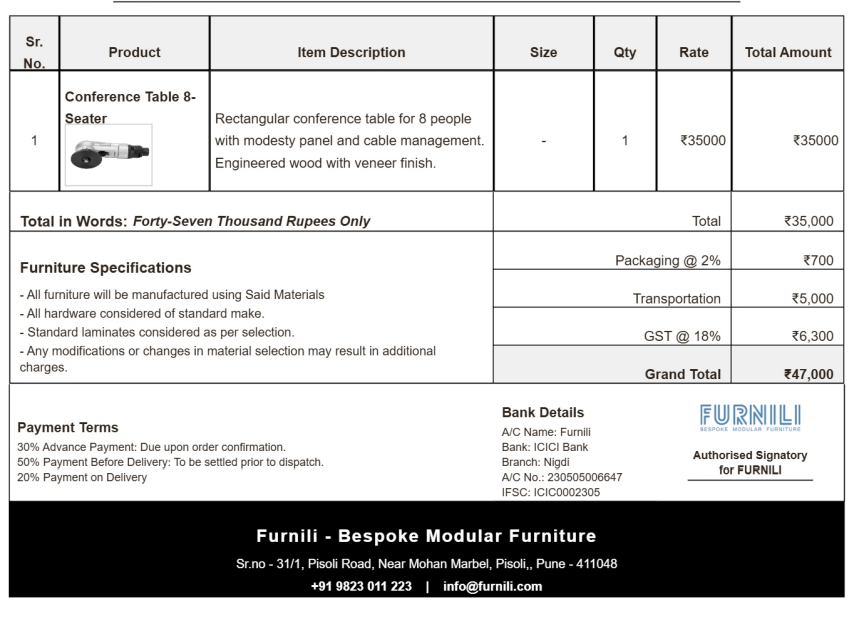 Sr. No. Product Item Description Size Qty Rate Total Amount
Conference Table 8-
Seater
1
Rectangular conference table for 8 people
with modesty panel and cable management.
Engineered wood with veneer finish.
- 1 ₹35000 ₹35000
Total in Words: Forty-Seven Thousand Rupees Only
Total ₹35,000
Packaging @ 2% ₹700
Transportation ₹5,000
GST @ 18% ₹6,300
Grand Total ₹47,000
Furniture Specifications
- All furniture will be manufactured using Said Materials
- All hardware considered of standard make.
- Standard laminates considered as per selection.
- Any modifications or changes in material selection may result in additional
charges.
Payment Terms
30% Advance Payment: Due upon order confirmation.
50% Payment Before Delivery: To be settled prior to dispatch.
20% Payment on Delivery
Bank Details
A/C Name: Furnili
Bank: ICICI Bank
Branch: Nigdi
A/C No.: 230505006647
IFSC: ICIC0002305
FURNILI
BESPOKE MODULAR FURNITURE
Authorised Signatory
for FURNILI
Furnili - Bespoke Modular Furniture
Sr.no - 31/1, Pisoli Road, Near Mohan Marbel, Pisoli,, Pune - 411048
+91 9823 011 223 | info@furnili.com